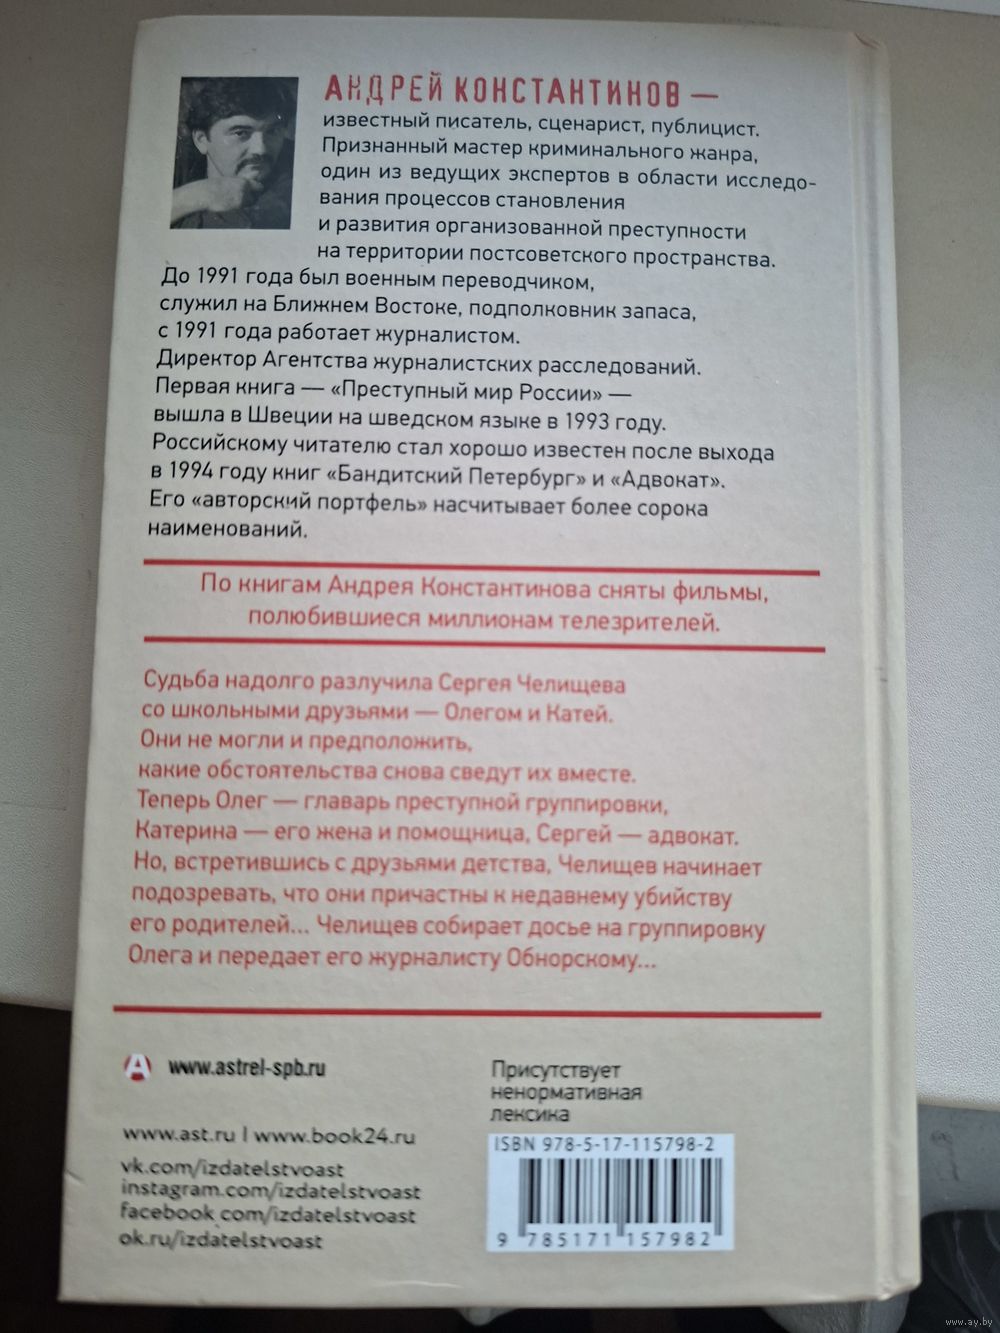 АНДРЕЙ КОНСТАНТИНОВ —
известный писатель, сценарист, публицист.
Признанный мастер криминального жанра,
один из ведущих экспертов в области исследо-
вания процессов становления
и развития организованной преступности
на территории постсоветского пространства.
До 1991 года был военным переводчиком,
служил на Ближнем Востоке, подполковник запаса,
с 1991 года работает журналистом.
Директор Агентства журналистских расследований.
Первая книга — «Преступный мир России» —
вышла в Швеции на шведском языке в 1993 году.
Российскому читателю стал хорошо известен после выхода
в 1994 году книг «Бандитский Петербург» и «Адвокат».
Его «авторский портфель» насчитывает более сорока
наименований.
По книгам Андрея Константинова сняты фильмы,
полюбившиеся миллионам телезрителей.
Судьба надолго разлучила Сергея Челищева
со школьными друзьями — Олегом и Катей.
Они не могли и предположить,
какие обстоятельства снова сведут их вместе.
Теперь Олег — главарь преступной группировки,
Катерина — его жена и помощница, Сергей — адвокат.
Но, встретившись с друзьями детства, Челищев начинает
подозревать, что они причастны к недавнему убийству
его родителей... Челищев собирает досье на группировку
Олега и передает его журналисту Обнорскому...
А www.astrel-spb.ru
www.ast.ru | www.book24.ru
vk.com/izdatelstvoast
instagram.com/izdatelstvoast
facebook.com/izdatelstvoast
ok.ru/izdatelstvoast
Присутствует
ненормативная
лексика
ISBN 978-5-17-115798-2
9 785171 157982
www.ay.by